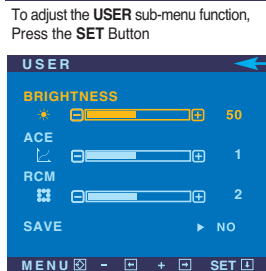 To adjust the USER sub-menu function,
Press the SET Button
USER
BRIGHTNESS
50
ACE
1
RCM
2
SAVE ▶ NO
MENU - + SET